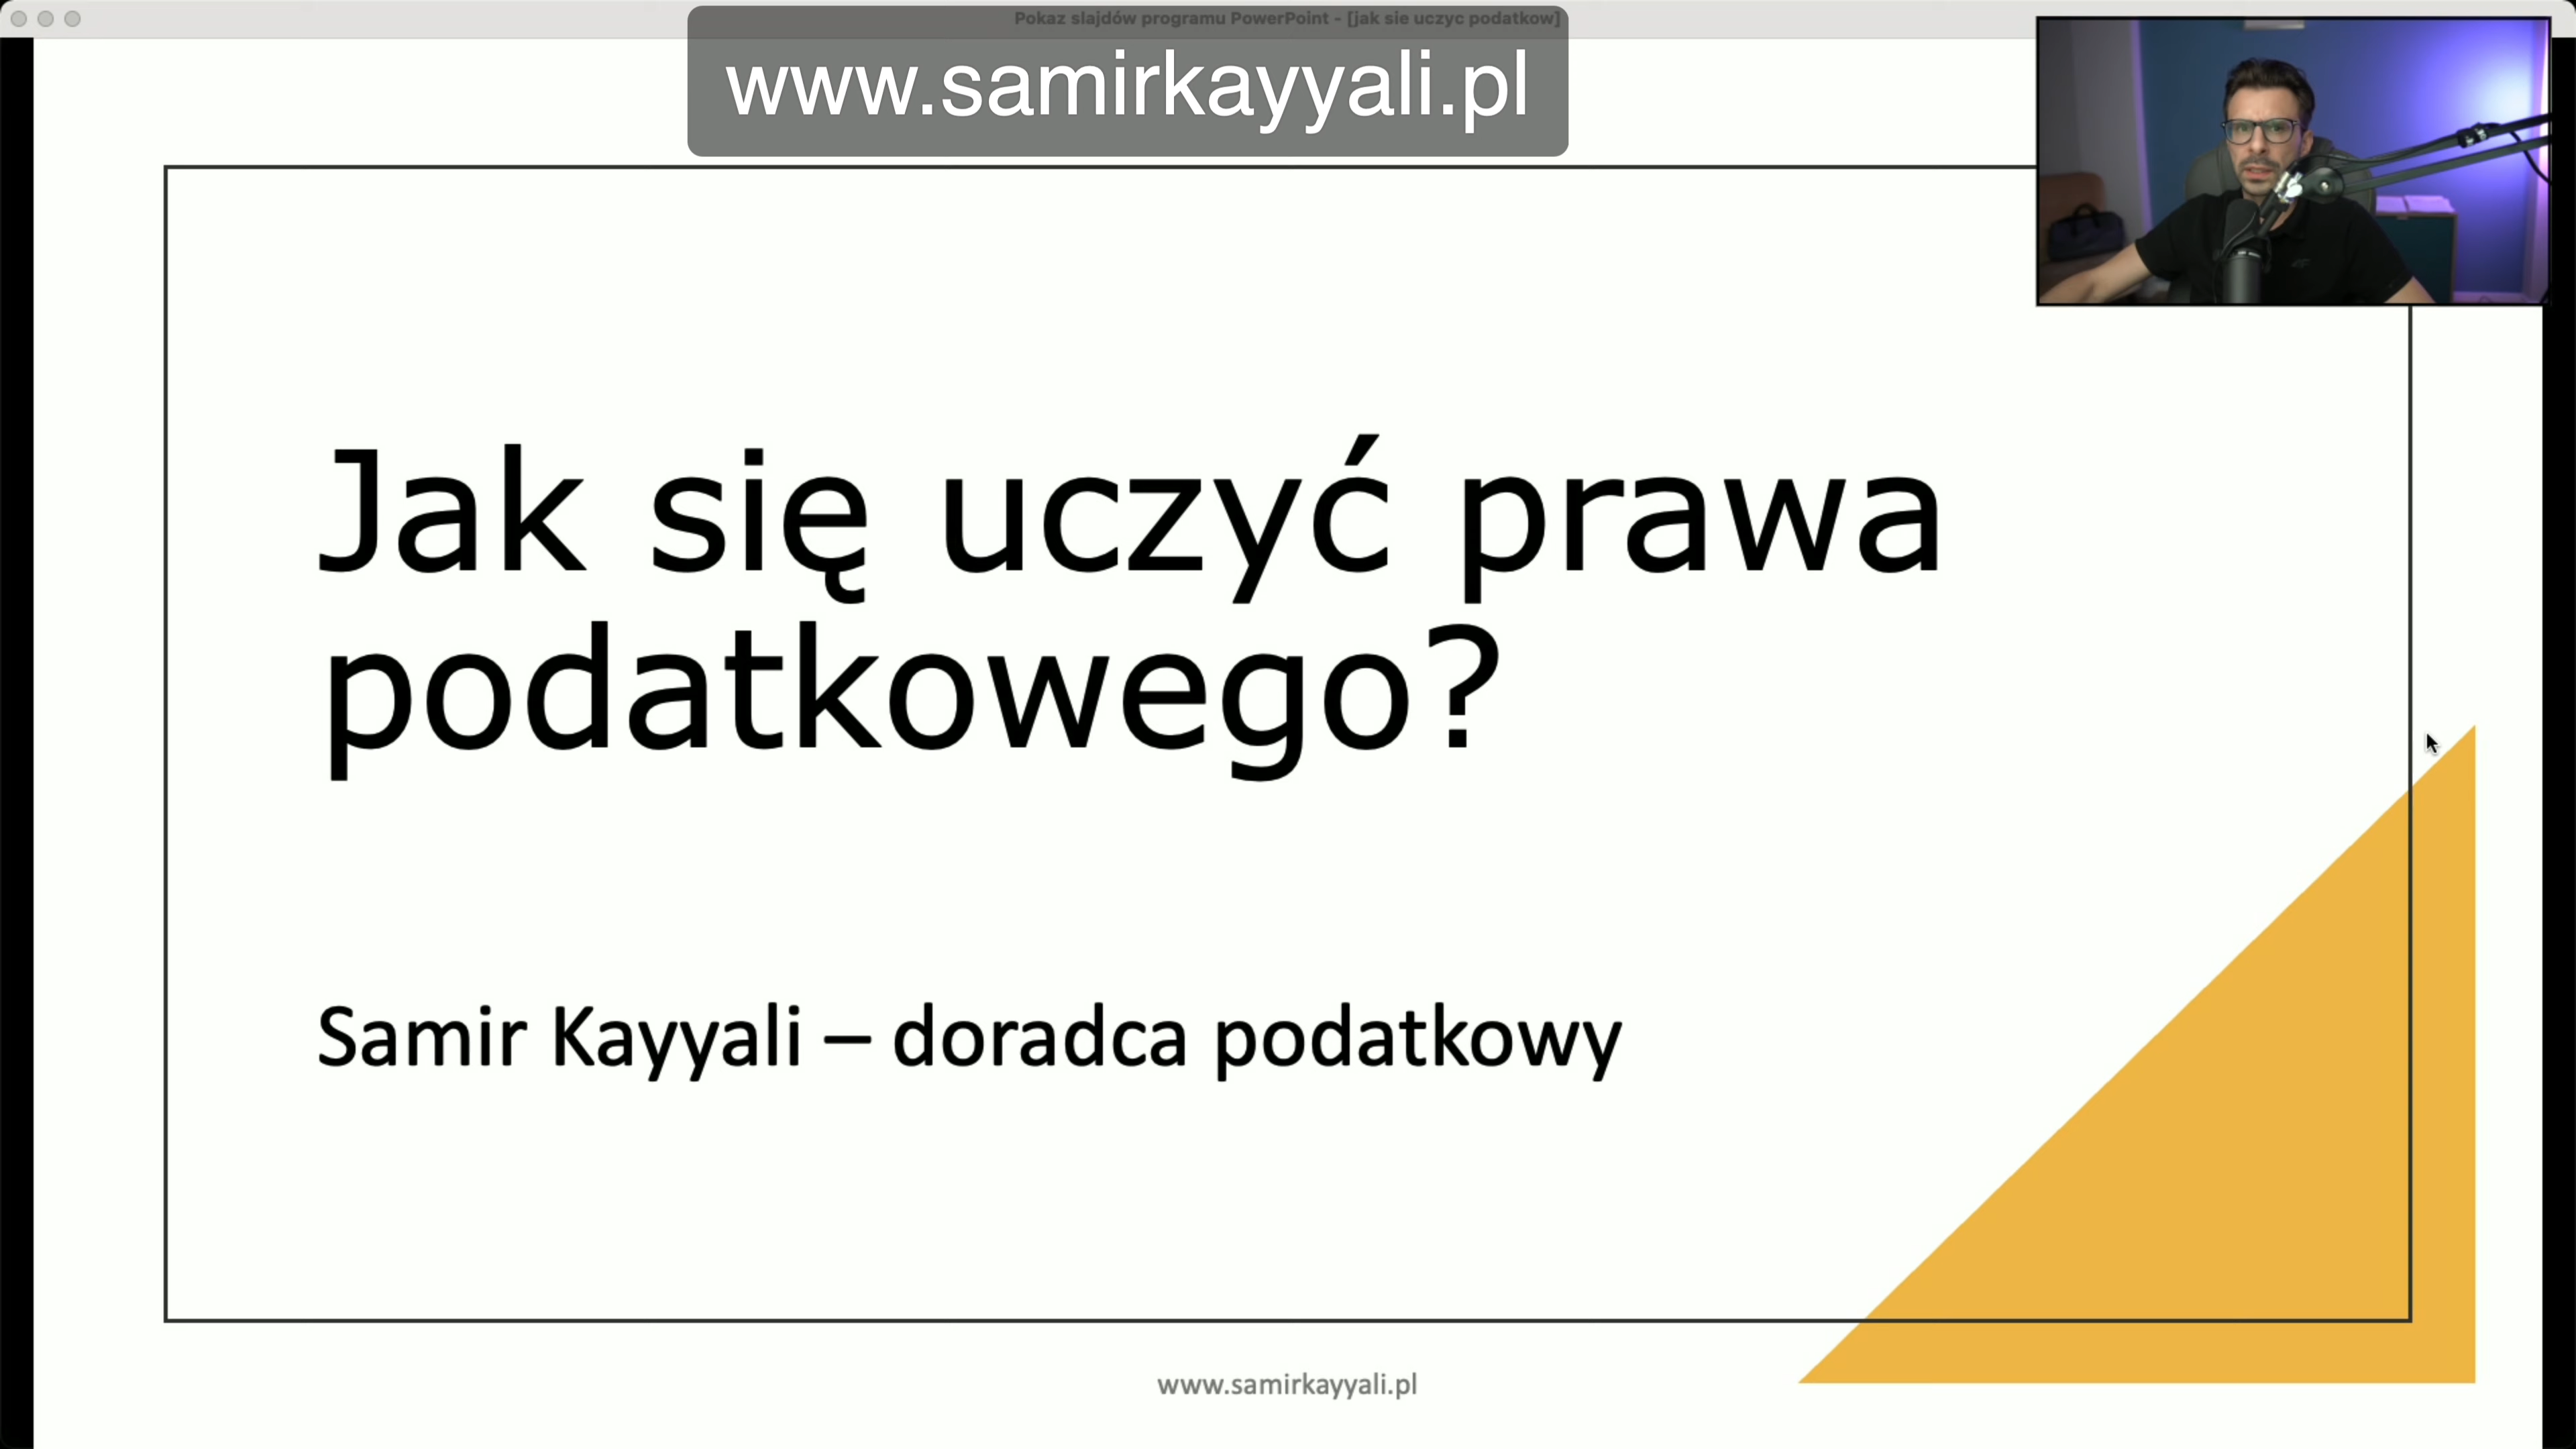 Pokaz slajdów programu PowerPoint - [jak sie uczyc podatkow]
www.samirkayyali.pl
Jak się uczyć prawa
podatkowego?
Samir Kayyali – doradca podatkowy
www.samirkayyali.pl